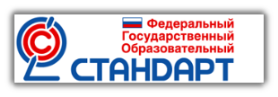 Федеральный
Государственный
Образовательный
СТАНДАРТ